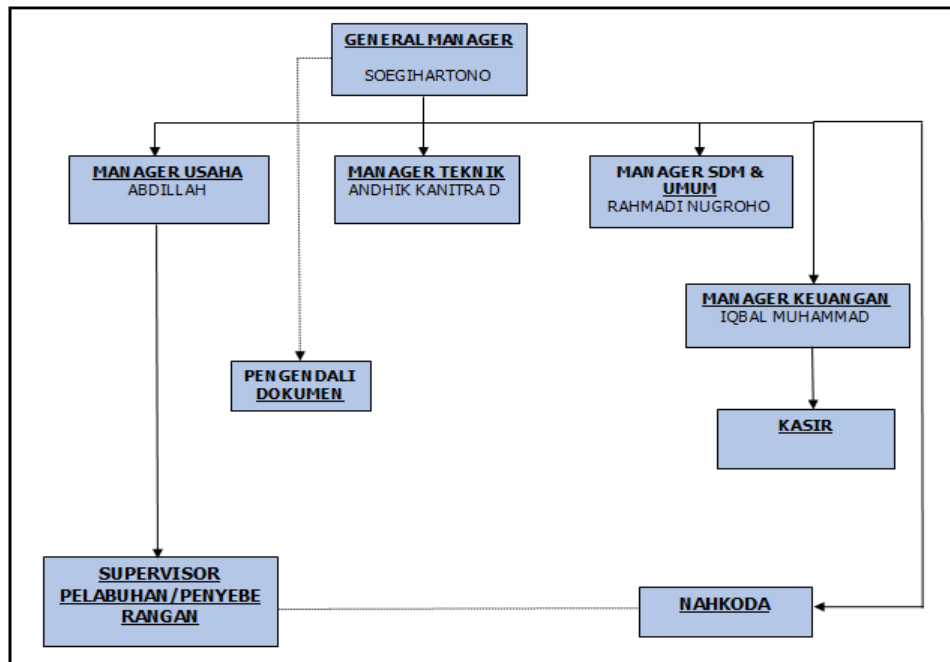 GENERAL MANAGER
SOEGIHARTONO
MANAGER USAHA
ABDILLAH
MANAGER TEKNIK
ANDHIK KANITRA D
MANAGER SDM &
UMUM
RAHMADI NUGROHO
MANAGER KEUANGAN
IQBAL MUHAMMAD
PENGENDALI
DOKUMEN
KASIR
SUPERVISOR
PELABUHAN/PENYEBE
RANGAN
NAHKODA